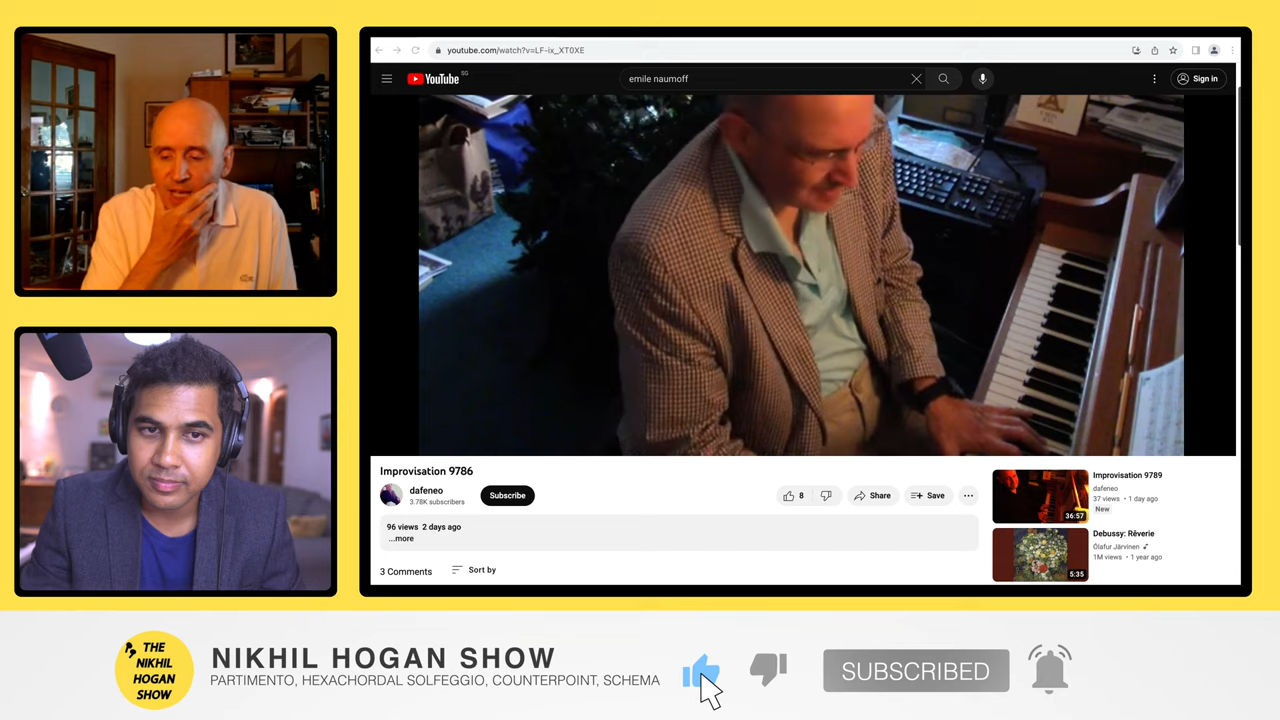 youtube.com/watch?v=LF-ix_XT0XE
YouTube SG
emile naumoff
Sign in
Improvisation 9786
dafeneo
3.78K subscribers
Subscribe
8
Share
Save
96 views 2 days ago
...more
3 Comments
Sort by
Improvisation 9789
dafeneo
37 views • 1 day ago
New
36:57
Debussy: Rêverie
Ólafur Järvinen
1M views • 1 year ago
5:35
THE
NIKHIL
HOGAN
SHOW
NIKHIL HOGAN SHOW
PARTIMENTO, HEXACHORDAL SOLFEGGIO, COUNTERPOINT, SCHEMA
SUBSCRIBED